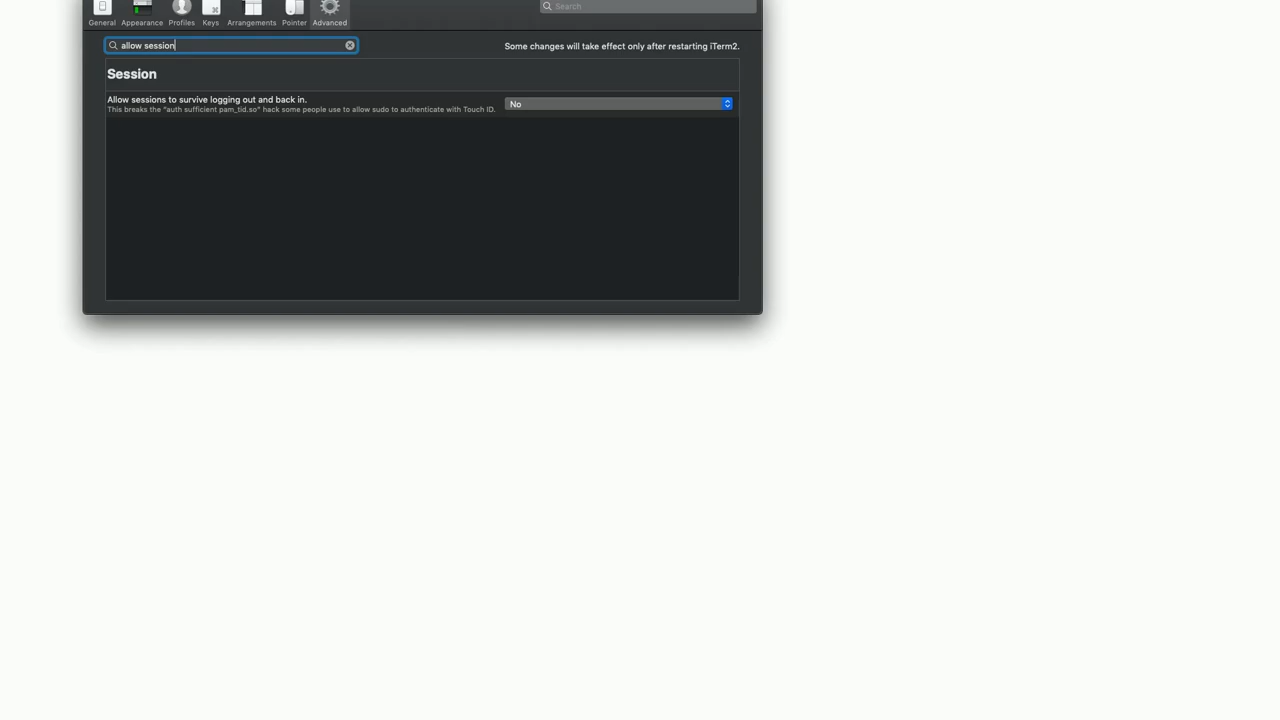 Search
General Appearance Profiles Keys Arrangements Pointer Advanced
allow session
Some changes will take effect only after restarting iTerm2.
Session
Allow sessions to survive logging out and back in.
This breaks the "auth sufficient pam_tid.so" hack some people use to allow sudo to authenticate with Touch ID.
No